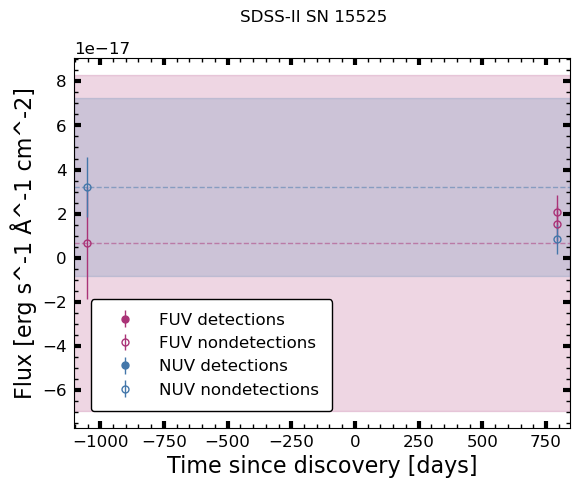 SDSS-II SN 15525
1e−17
Flux [erg s^-1 Å^-1 cm^-2]
8
6
4
2
0
−2
−4
−6
FUV detections
FUV nondetections
NUV detections
NUV nondetections
−1000 −750 −500 −250 0 250 500 750
Time since discovery [days]